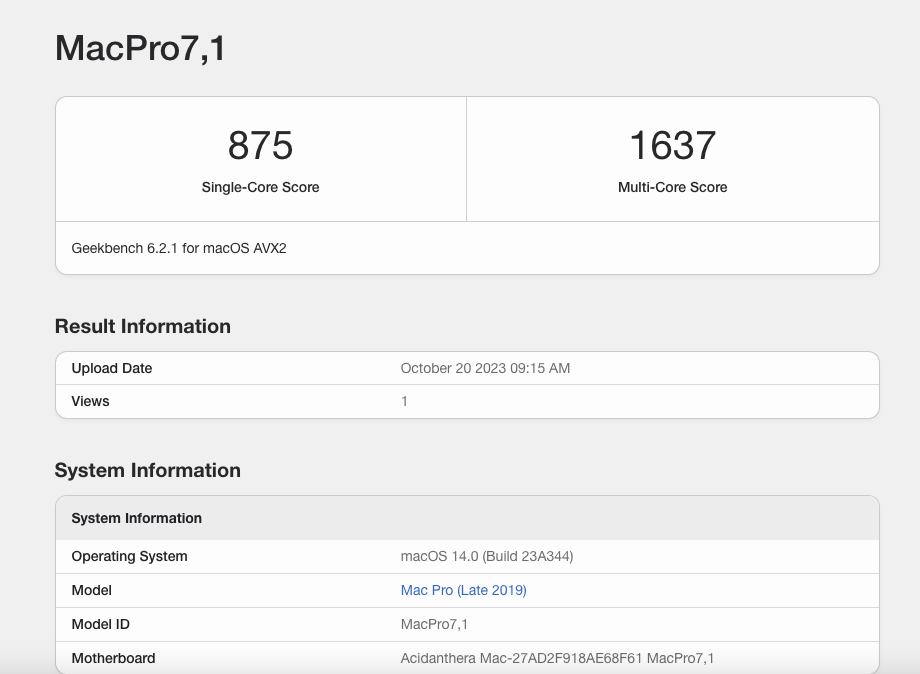 MacPro7,1
875
Single-Core Score
1637
Multi-Core Score
Geekbench 6.2.1 for macOS AVX2
Result Information
Upload Date October 20 2023 09:15 AM
Views 1
System Information
System Information
Operating System macOS 14.0 (Build 23A344)
Model Mac Pro (Late 2019)
Model ID MacPro7,1
Motherboard Acidanthera Mac-27AD2F918AE68F61 MacPro7,1